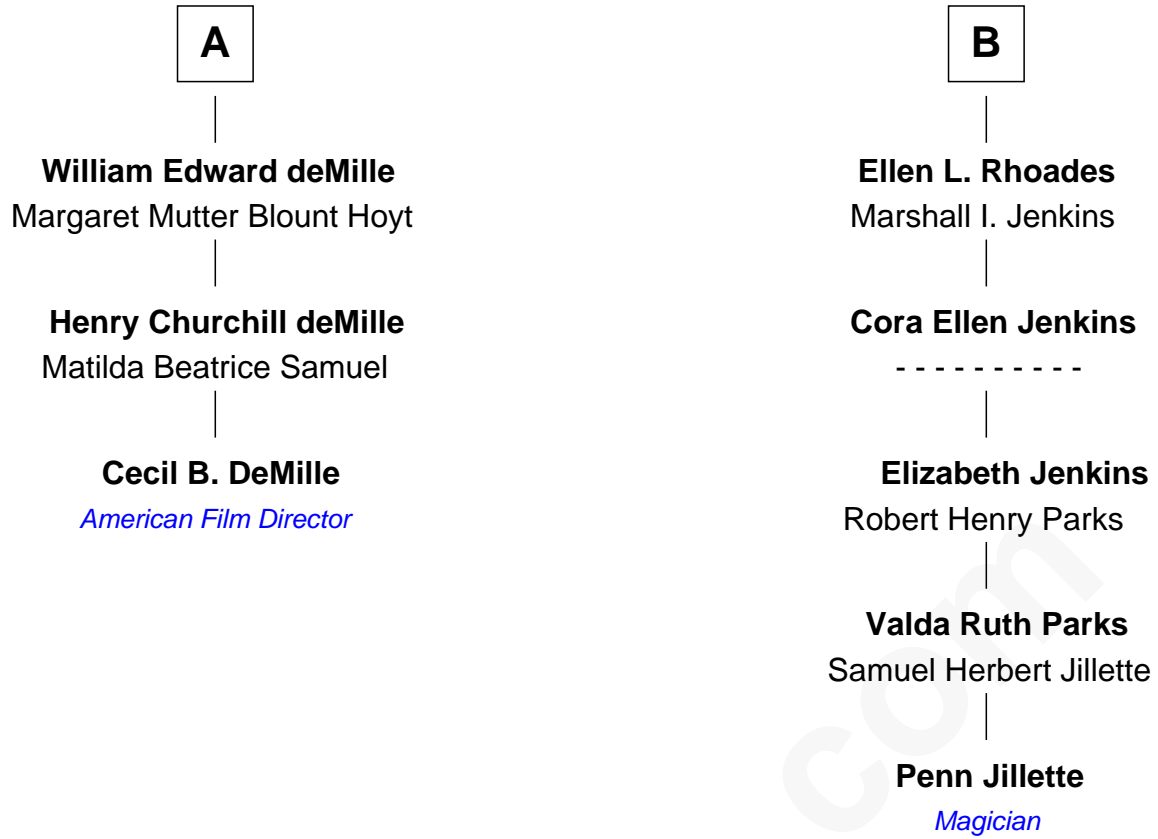 A
William Edward deMille
Margaret Mutter Blount Hoyt
Henry Churchill deMille
Matilda Beatrice Samuel
Cecil B. DeMille
American Film Director
B
Ellen L. Rhoades
Marshall I. Jenkins
Cora Ellen Jenkins
- - - - - - - - - -
Elizabeth Jenkins
Robert Henry Parks
Valda Ruth Parks
Samuel Herbert Jillette
Penn Jillette
Magician
com